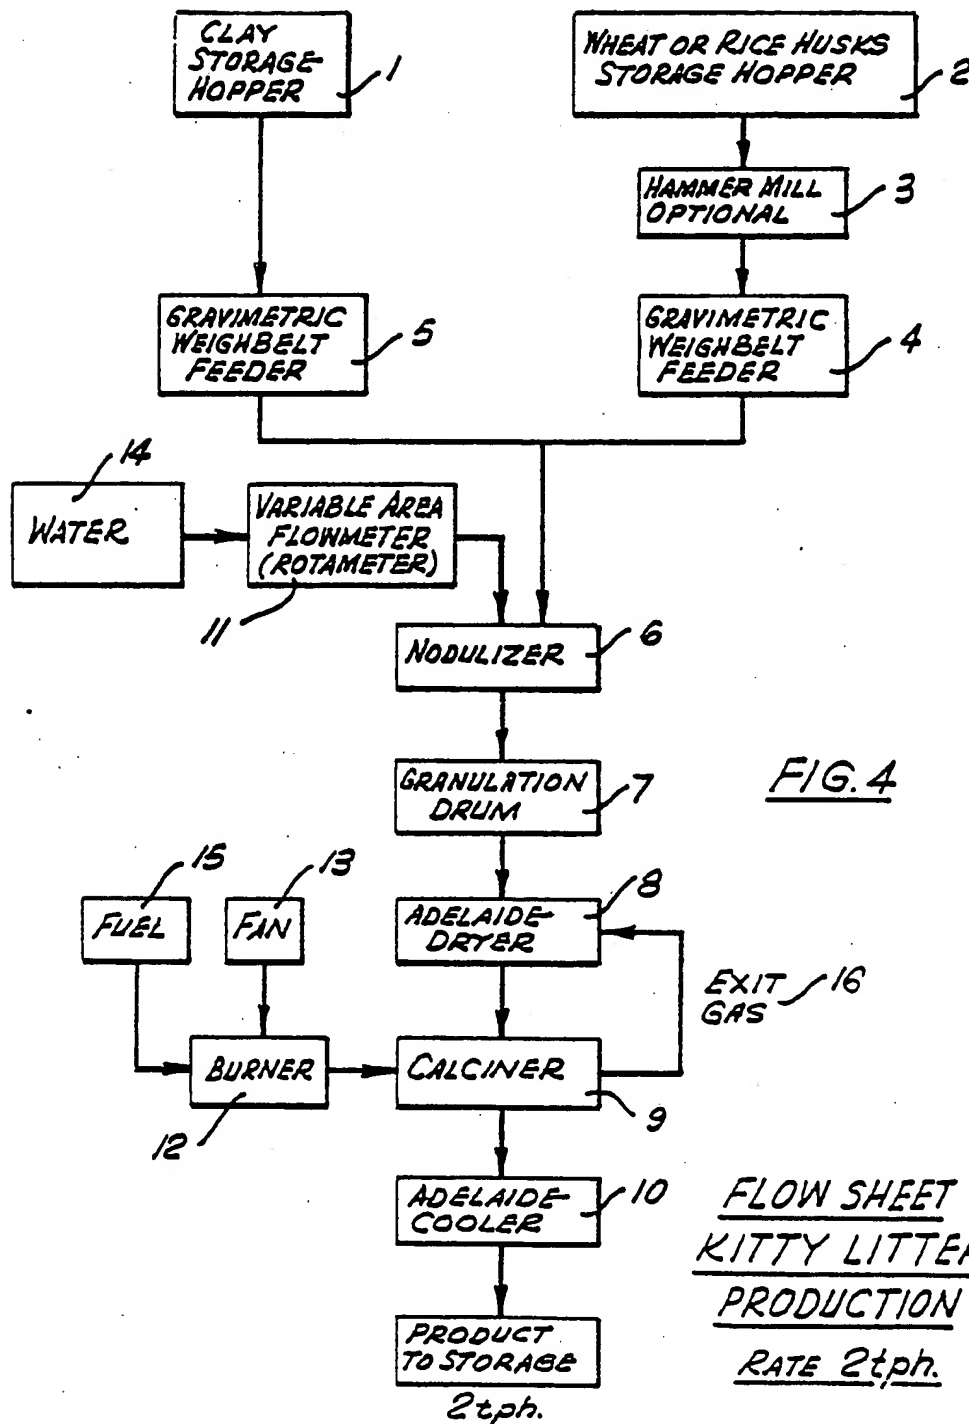 CLAY
STORAGE
HOPPER
1
WHEAT OR RICE HUSKS
STORAGE HOPPER
2
HAMMER MILL
OPTIONAL
3
GRAVIMETRIC
WEIGHBELT
FEEDER
5
GRAVIMETRIC
WEIGHBELT
FEEDER
4
14
WATER
VARIABLE AREA
FLOWMETER
(ROTAMETER)
11
NODULIZER
6
GRANULATION
DRUM
7
FIG. 4
15
FUEL
13
FAN
ADELAIDE
DRYER
8
EXIT
GAS
16
BURNER
12
CALCINER
9
ADELAIDE
COOLER
10
PRODUCT
TO STORAGE
2tph.
FLOW SHEET
KITTY LITTER
PRODUCTION
RATE 2tph.